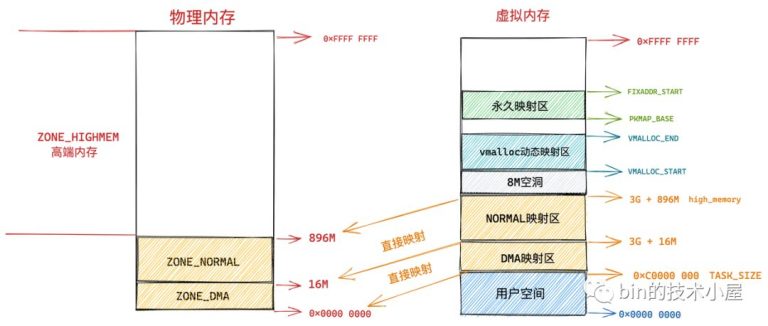 物理内存
虚拟内存
0×FFFF FFFF
0×FFFF FFFF
FIXADDR_START
永久映射区
PKMAP_BASE
VMALLOC_END
ZONE_HIGHMEM
高端内存
vmalloc动态映射区
VMALLOC_START
8M空洞
3G + 896M high_memory
NORMAL映射区
896M
直接映射
3G + 16M
ZONE_NORMAL
DMA映射区
直接映射
16M
0×C0000 000 TASK_SIZE
ZONE_DMA
用户空间
bin的技术小屋
0×0000 0000
0×0000 0000